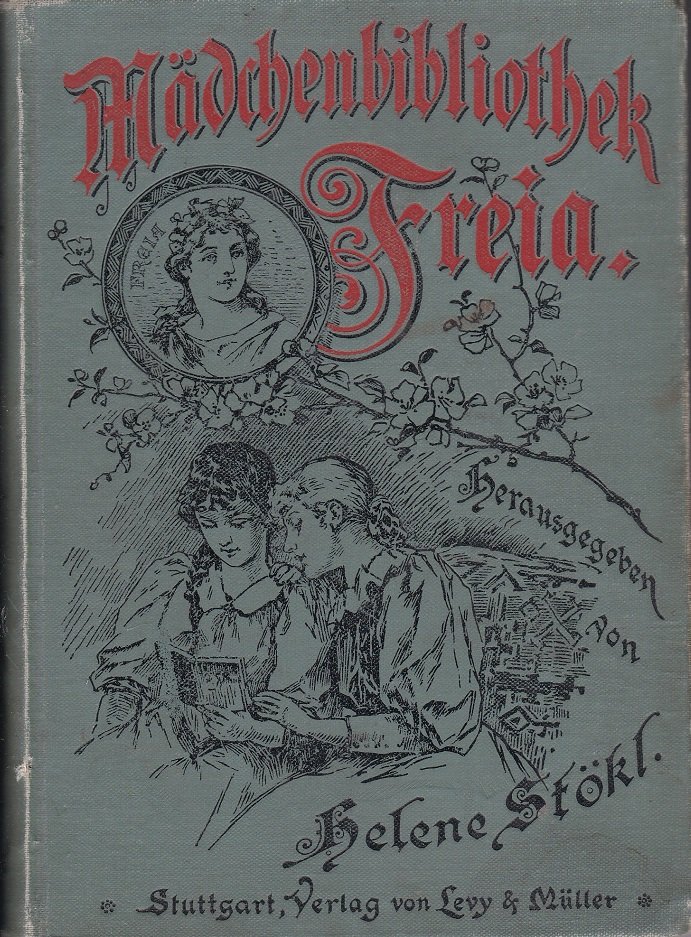 Mädchenbibliothek
Freia.
FREIA
Herausgegeben
von
Helene Stökl.
Stuttgart, Verlag von Levy & Müller